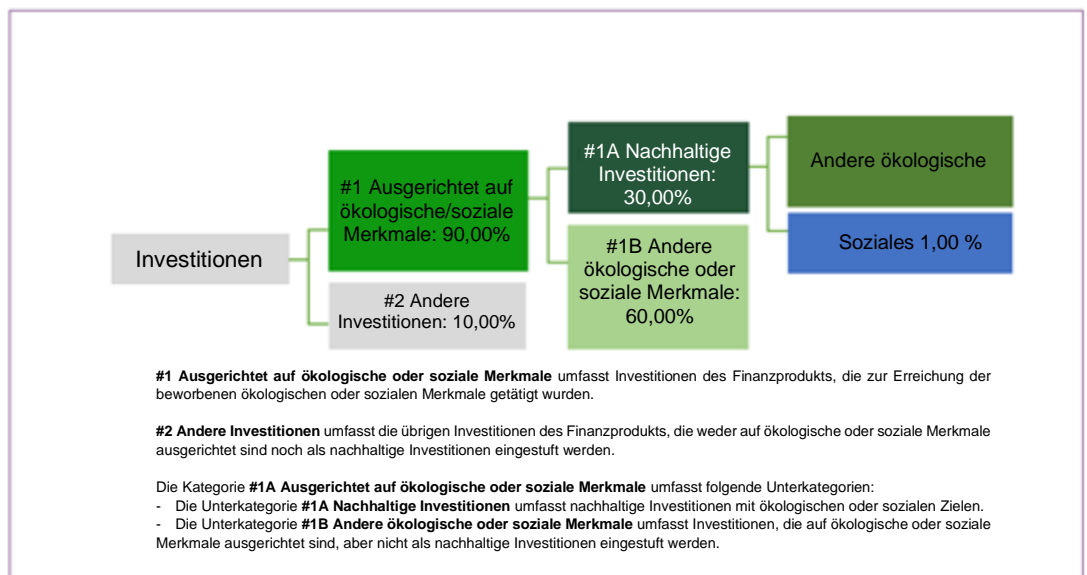 Investitionen
#1 Ausgerichtet auf
ökologische/soziale
Merkmale: 90,00%
#2 Andere
Investitionen: 10,00%
#1A Nachhaltige
Investitionen:
30,00%
#1B Andere
ökologische oder
soziale Merkmale:
60,00%
Andere ökologische
Soziales 1,00 %
#1 Ausgerichtet auf ökologische oder soziale Merkmale umfasst Investitionen des Finanzprodukts, die zur Erreichung der
beworbenen ökologischen oder sozialen Merkmale getätigt wurden.
#2 Andere Investitionen umfasst die übrigen Investitionen des Finanzprodukts, die weder auf ökologische oder soziale Merkmale
ausgerichtet sind noch als nachhaltige Investitionen eingestuft werden.
Die Kategorie #1A Ausgerichtet auf ökologische oder soziale Merkmale umfasst folgende Unterkategorien:
- Die Unterkategorie #1A Nachhaltige Investitionen umfasst nachhaltige Investitionen mit ökologischen oder sozialen Zielen.
- Die Unterkategorie #1B Andere ökologische oder soziale Merkmale umfasst Investitionen, die auf ökologische oder soziale
Merkmale ausgerichtet sind, aber nicht als nachhaltige Investitionen eingestuft werden.